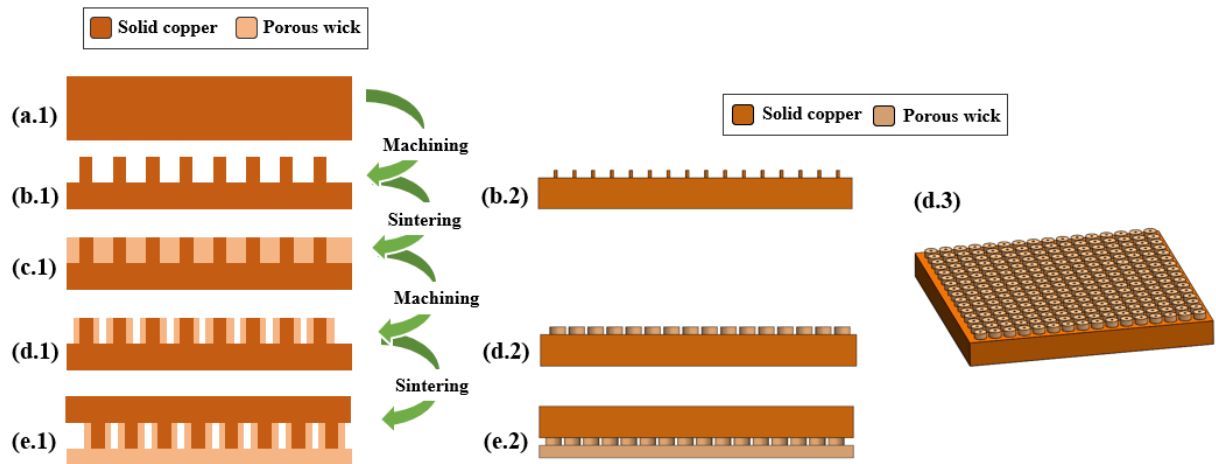 Solid copper
Porous wick
(a.1)
Machining
(b.1)
Sintering
(c.1)
Machining
(d.1)
Sintering
(e.1)
Solid copper
Porous wick
(b.2)
(d.3)
(d.2)
(e.2)